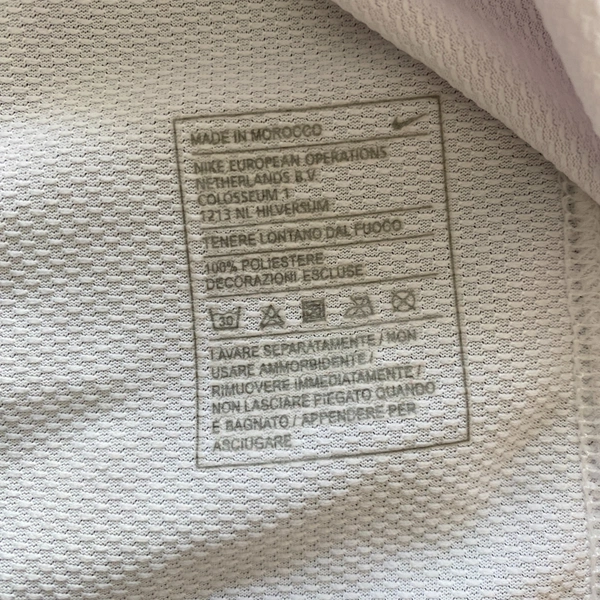 MADE IN MOROCCO
NIKE EUROPEAN OPERATIONS
NETHERLANDS B.V.
COLOSSEUM 1
1213 NL HILVERSUM
TENERE LONTANO DAL FUOCO
100% POLIESTERE
DECORAZIONI ESCLUSE
30
LAVARE SEPARATAMENTE / NON
USARE AMMORBIDENTE /
RIMUOVERE IMMEDIATAMENTE /
NON LASCIARE PIEGATO QUANDO
É BAGNATO / APPENDERE PER
ASCIUGARE